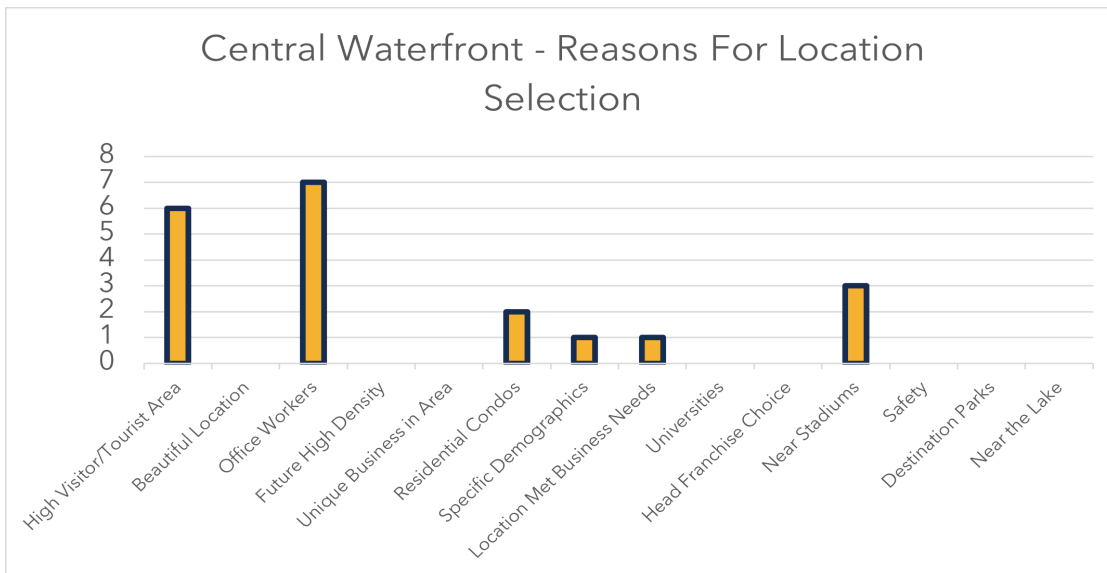 Central Waterfront - Reasons For Location
Selection
8
7
6
5
4
3
2
1
0
High Visitor/Tourist Area
Beautiful Location
Office Workers
Future High Density
Unique Business in Area
Residential Condos
Specific Demographics
Location Met Business Needs
Universities
Head Franchise Choice
Near Stadiums
Safety
Destination Parks
Near the Lake